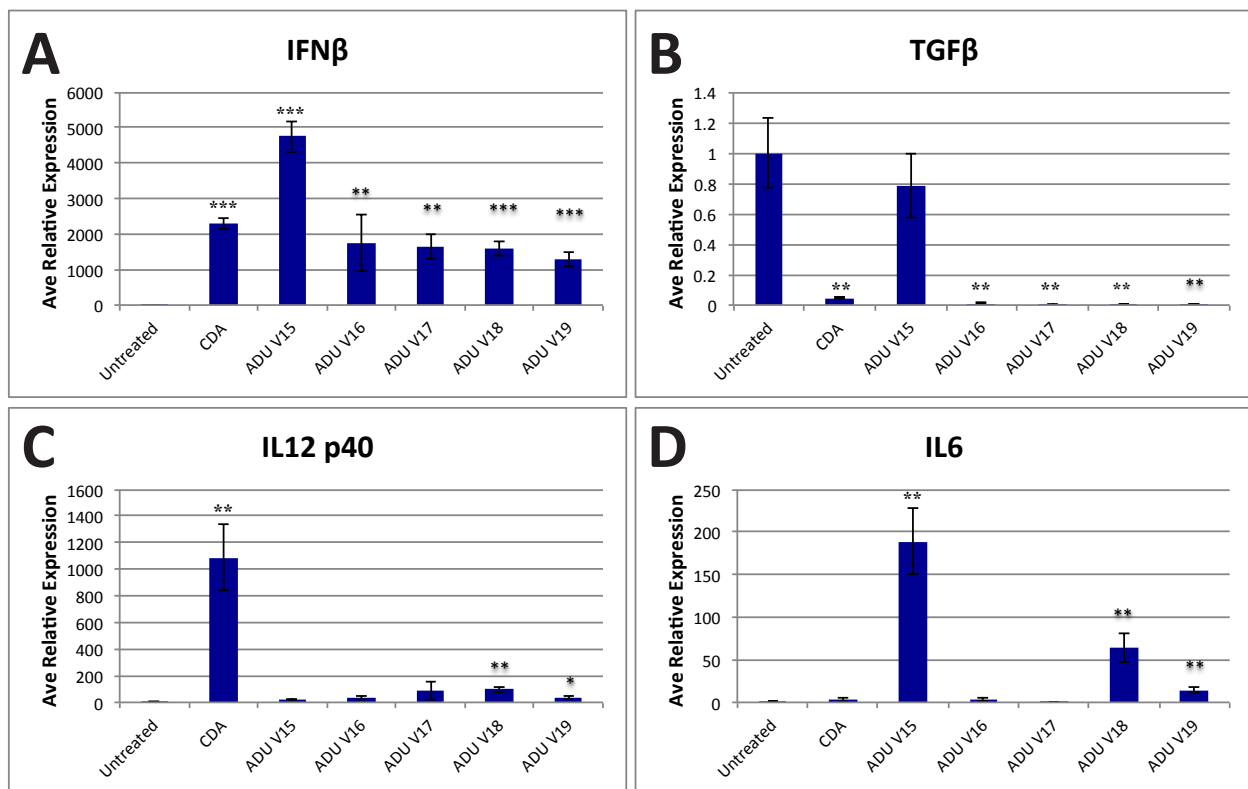 A
IFNβ
Ave Relative Expression
6000
5000
4000
3000
2000
1000
0
***
***
**
**
***
***
Untreated
CDA
ADU V15
ADU V16
ADU V17
ADU V18
ADU V19
B
TGFβ
Ave Relative Expression
1.4
1.2
1
0.8
0.6
0.4
0.2
0
**
**
**
**
**
Untreated
CDA
ADU V15
ADU V16
ADU V17
ADU V18
ADU V19
C
IL12 p40
Ave Relative Expression
1600
1400
1200
1000
800
600
400
200
0
**
**
*
Untreated
CDA
ADU V15
ADU V16
ADU V17
ADU V18
ADU V19
D
IL6
Ave Relative Expression
250
200
150
100
50
0
**
**
**
Untreated
CDA
ADU V15
ADU V16
ADU V17
ADU V18
ADU V19